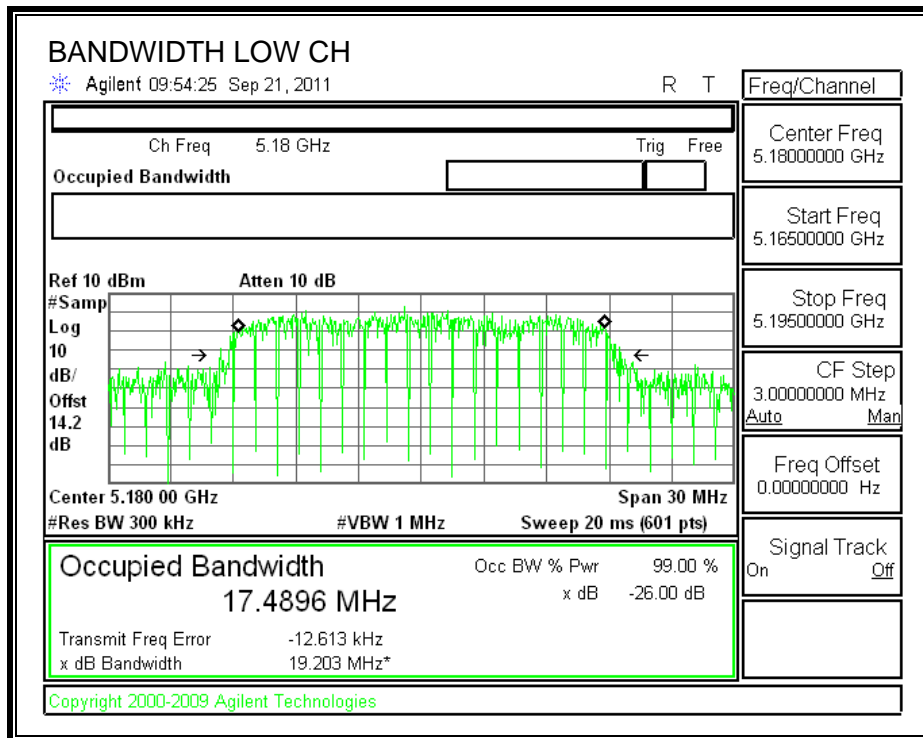 BANDWIDTH LOW CH
Agilent 09:54:25 Sep 21, 2011
R T
Freq/Channel
Ch Freq 5.18 GHz
Trig Free
Occupied Bandwidth
Center Freq
5.18000000 GHz
Start Freq
5.16500000 GHz
Stop Freq
5.19500000 GHz
CF Step
3.00000000 MHz
Auto Man
Freq Offset
0.00000000 Hz
Signal Track
On Off
Ref 10 dBm Atten 10 dB
#Samp
Log
10
dB/
Offst
14.2
dB
Center 5.180 00 GHz Span 30 MHz
#Res BW 300 kHz #VBW 1 MHz Sweep 20 ms (601 pts)
Occupied Bandwidth
17.4896 MHz
Occ BW % Pwr 99.00 %
x dB -26.00 dB
Transmit Freq Error -12.613 kHz
x dB Bandwidth 19.203 MHz*
Copyright 2000-2009 Agilent Technologies